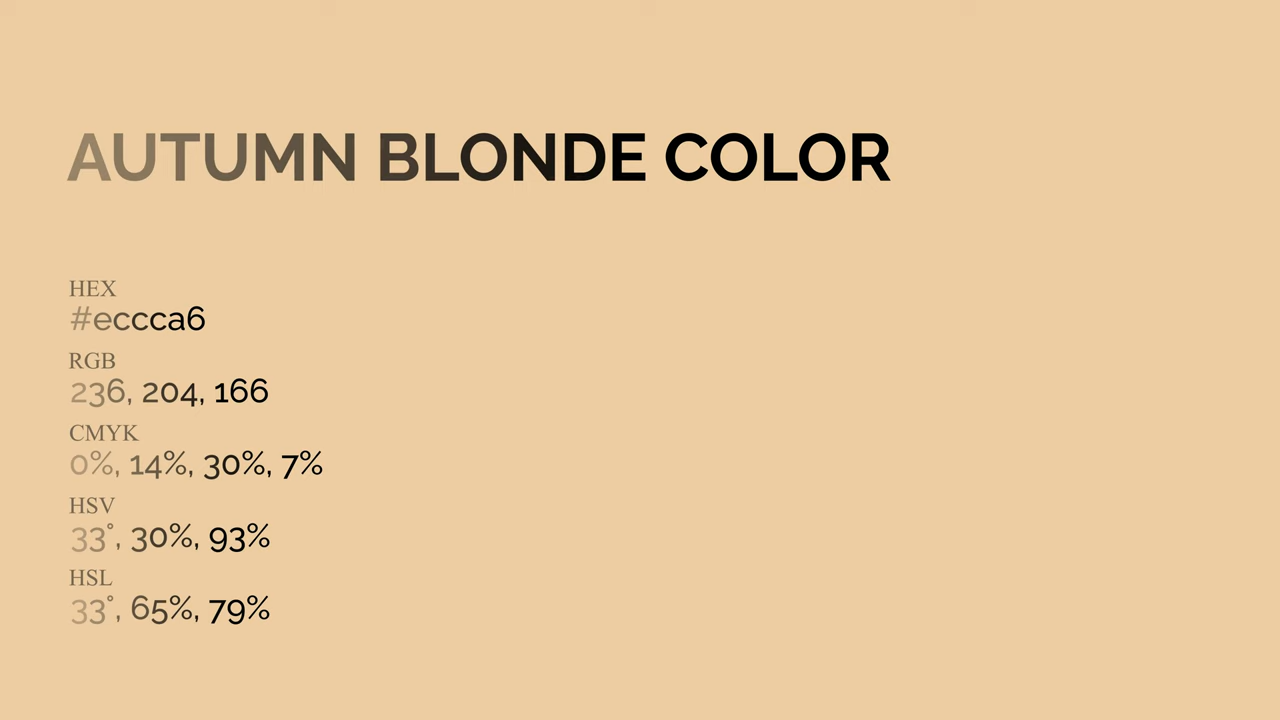 AUTUMN BLONDE COLOR
HEX
#eccca6
RGB
236, 204, 166
CMYK
0%, 14%, 30%, 7%
HSV
33°, 30%, 93%
HSL
33°, 65%, 79%